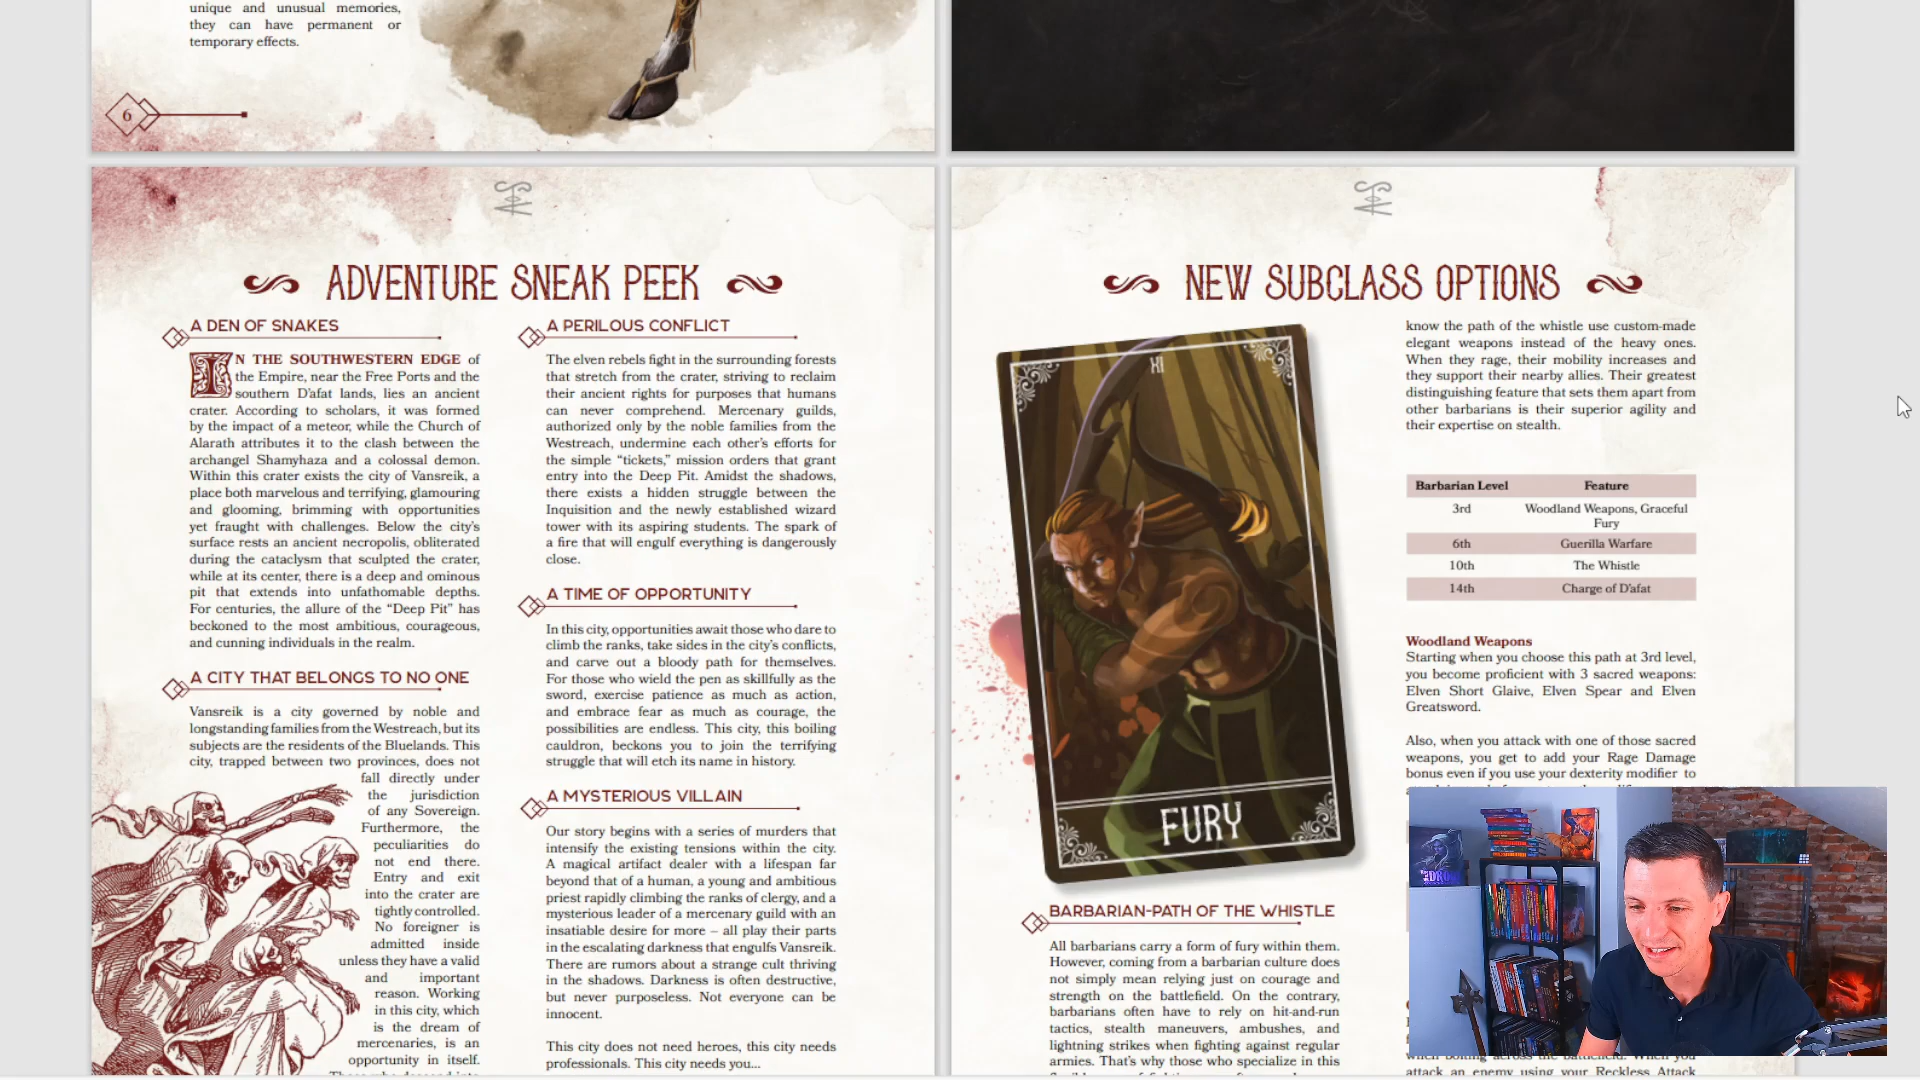 unique and unusual memories,
they can have permanent or
temporary effects.
6
ADVENTURE SNEAK PEEK
A DEN OF SNAKES
IN THE SOUTHWESTERN EDGE of
the Empire, near the Free Ports and the
southern D'afat lands, lies an ancient
crater. According to scholars, it was formed
by the impact of a meteor, while the Church of
Alarath attributes it to the clash between the
archangel Shamyhaza and a colossal demon.
Within this crater exists the city of Vansreik, a
place both marvelous and terrifying, glamouring
and glooming, brimming with opportunities
yet fraught with challenges. Below the city's
surface rests an ancient necropolis, obliterated
during the cataclysm that sculpted the crater,
while at its center, there is a deep and ominous
pit that extends into unfathomable depths.
For centuries, the allure of the “Deep Pit” has
beckoned to the most ambitious, courageous,
and cunning individuals in the realm.
A CITY THAT BELONGS TO NO ONE
Vansreik is a city governed by noble and
longstanding families from the Westreach, but its
subjects are the residents of the Bluelands. This
city, trapped between two provinces, does not
fall directly under
the jurisdiction
of any Sovereign.
Furthermore, the
peculiarities do
not end there.
Entry and exit
into the crater are
tightly controlled.
No foreigner is
admitted inside
unless they have a valid
and important
reason. Working
in this city, which
is the dream of
mercenaries, is an
opportunity in itself.
A PERILOUS CONFLICT
The elven rebels fight in the surrounding forests
that stretch from the crater, striving to reclaim
their ancient rights for purposes that humans
can never comprehend. Mercenary guilds,
authorized only by the noble families from the
Westreach, undermine each other's efforts for
the simple “tickets,” mission orders that grant
entry into the Deep Pit. Amidst the shadows,
there exists a hidden struggle between the
Inquisition and the newly established wizard
tower with its aspiring students. The spark of
a fire that will engulf everything is dangerously
close.
A TIME OF OPPORTUNITY
In this city, opportunities await those who dare to
climb the ranks, take sides in the city's conflicts,
and carve out a bloody path for themselves.
For those who wield the pen as skillfully as the
sword, exercise patience as much as action,
and embrace fear as much as courage, the
possibilities are endless. This city, this boiling
cauldron, beckons you to join the terrifying
struggle that will etch its name in history.
A MYSTERIOUS VILLAIN
Our story begins with a series of murders that
intensify the existing tensions within the city.
A magical artifact dealer with a lifespan far
beyond that of a human, a young and ambitious
priest rapidly climbing the ranks of clergy, and a
mysterious leader of a mercenary guild with an
insatiable desire for more – all play their parts
in the escalating darkness that engulfs Vansreik.
There are rumors about a strange cult thriving
in the shadows. Darkness is often destructive,
but never purposeless. Not everyone can be
innocent.
This city does not need heroes, this city needs
professionals. This city needs you...
NEW SUBCLASS OPTIONS
XI
FURY
BARBARIAN-PATH OF THE WHISTLE
All barbarians carry a form of fury within them.
However, coming from a barbarian culture does
not simply mean relying just on courage and
strength on the battlefield. On the contrary,
barbarians often have to rely on hit-and-run
tactics, stealth maneuvers, ambushes, and
lightning strikes when fighting against regular
armies. That's why those who specialize in this
know the path of the whistle use custom-made
elegant weapons instead of the heavy ones.
When they rage, their mobility increases and
they support their nearby allies. Their greatest
distinguishing feature that sets them apart from
other barbarians is their superior agility and
their expertise on stealth.
Barbarian Level Feature
3rd Woodland Weapons, Graceful
Fury
6th Guerilla Warfare
10th The Whistle
14th Charge of D'afat
Woodland Weapons
Starting when you choose this path at 3rd level,
you become proficient with 3 sacred weapons:
Elven Short Glaive, Elven Spear and Elven
Greatsword.
Also, when you attack with one of those sacred
weapons, you get to add your Rage Damage
bonus even if you use your dexterity modifier to
attack an enemy using your Reckless Attack